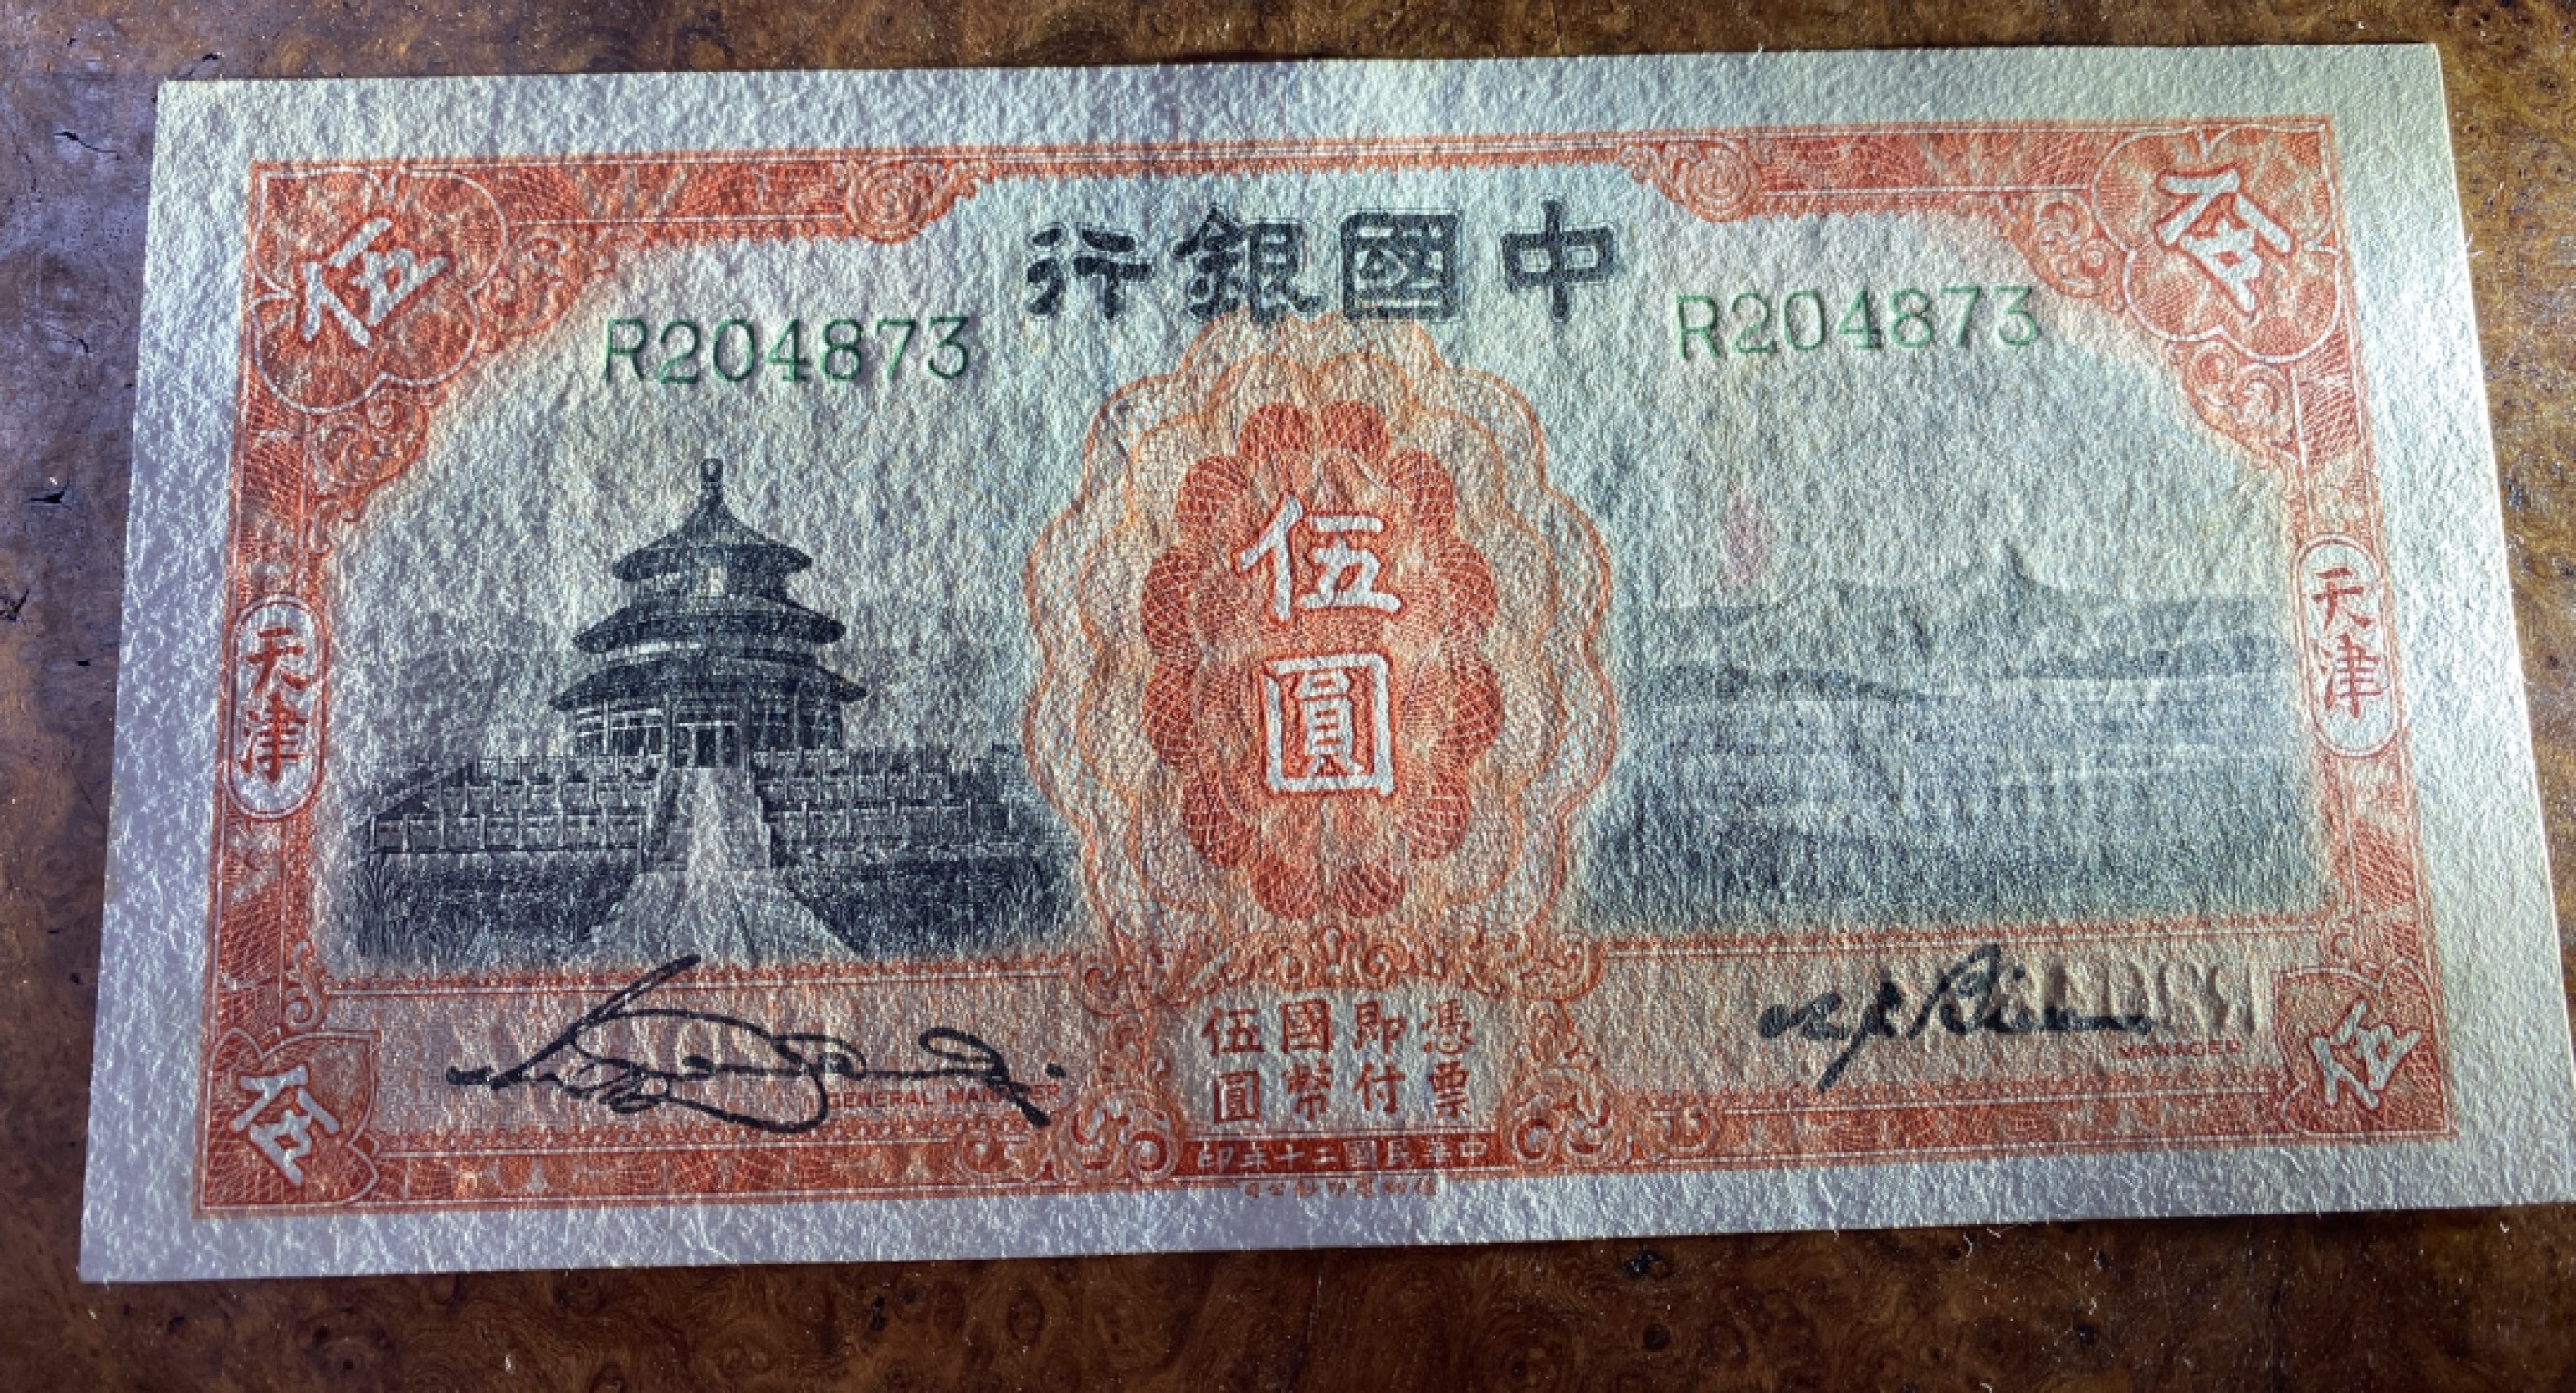 伍
伍
中國銀行
R204873
R204873
伍圓
天津
天津
憑票
即付
國幣
伍圓
GENERAL MANAGER
MANAGER
伍
伍
中華民國二十年印